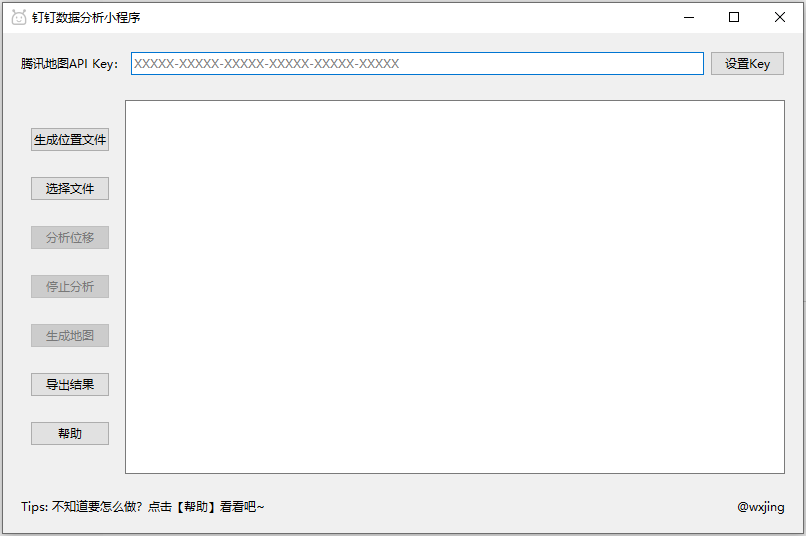 钉钉数据分析小程序
腾讯地图API Key:
XXXXX-XXXXX-XXXXX-XXXXX-XXXXX-XXXXX
设置Key
生成位置文件
选择文件
分析位移
停止分析
生成地图
导出结果
帮助
Tips: 不知道要怎么做？点击【帮助】看看吧~
@wxjing